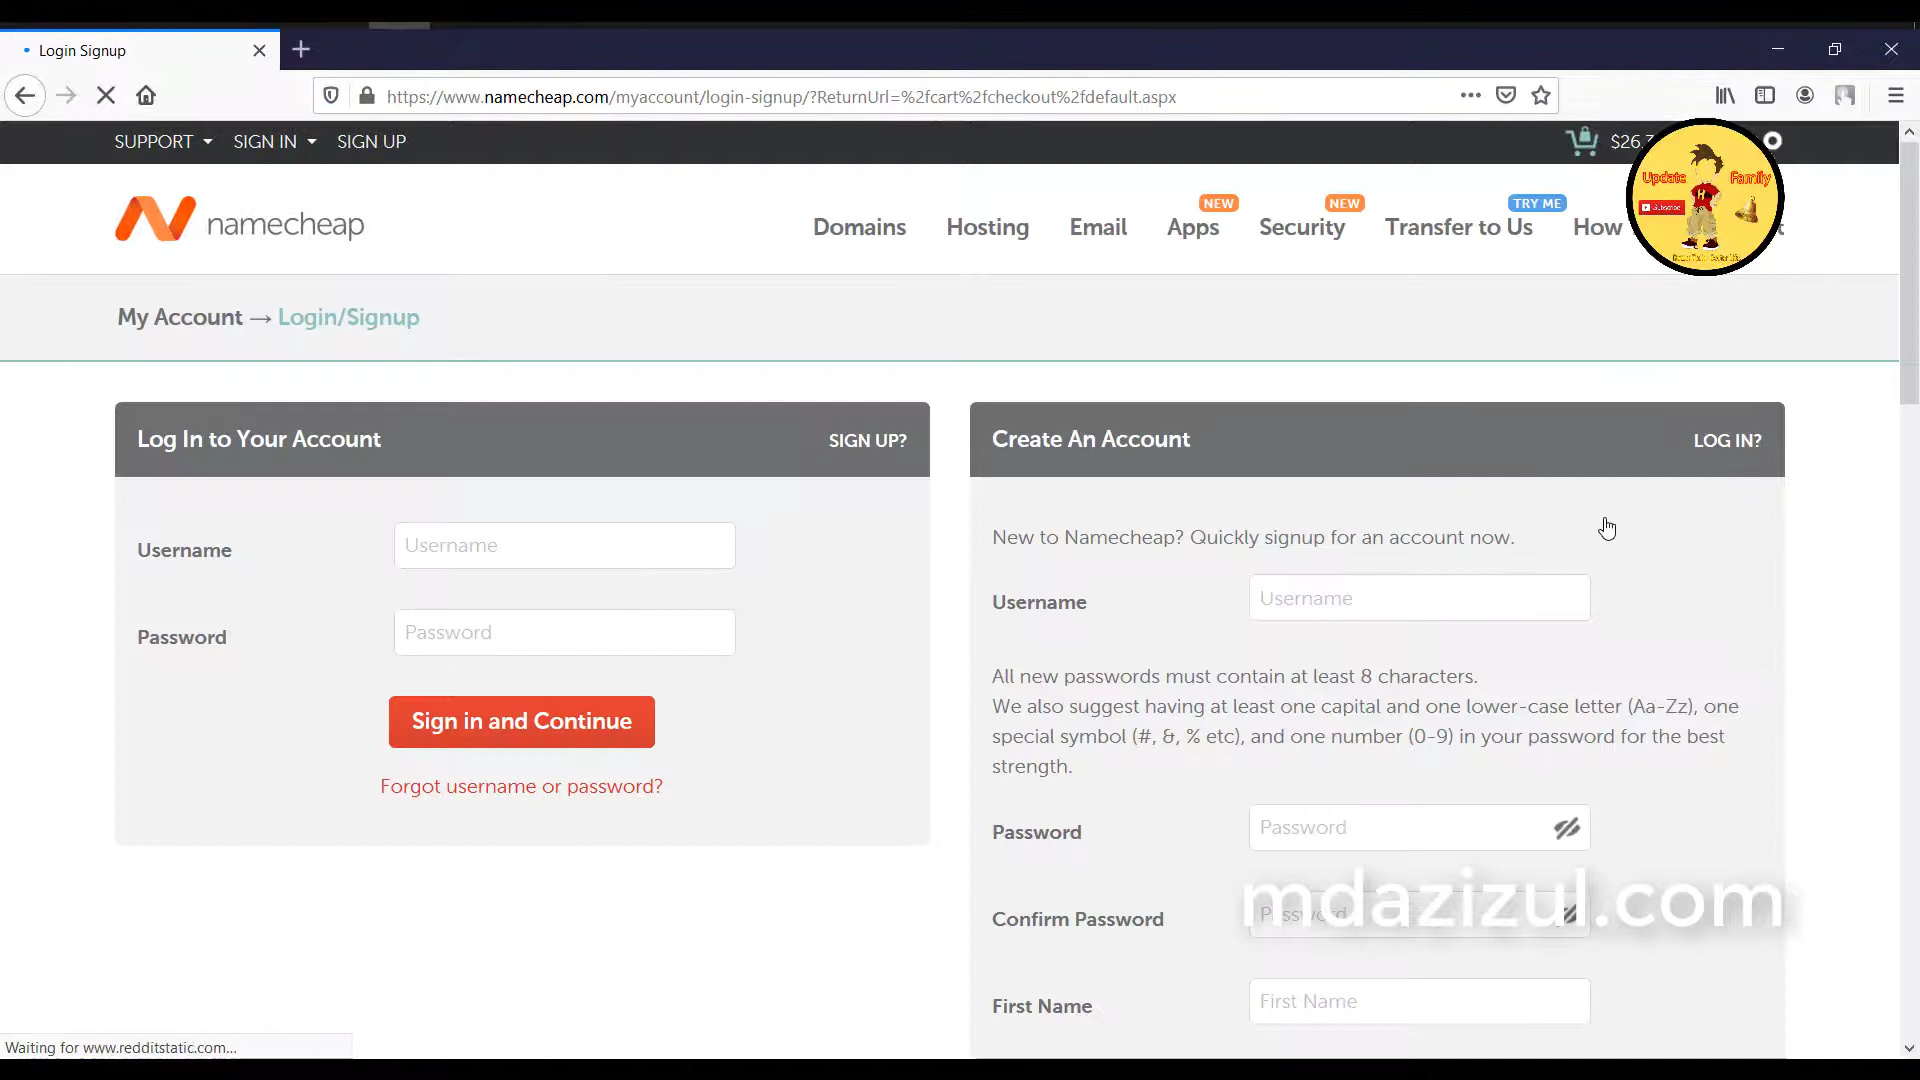 Login Signup
https://www.namecheap.com/myaccount/login-signup/?ReturnUrl=%2fcart%2fcheckout%2fdefault.aspx
SUPPORT SIGN IN SIGN UP
$26.
Update Family
Subscribe
namecheap
NEW NEW TRY ME
Domains Hosting Email Apps Security Transfer to Us How
My Account → Login/Signup
Log In to Your Account SIGN UP?
Username Username
Password Password
Sign in and Continue
Forgot username or password?
Create An Account LOG IN?
New to Namecheap? Quickly signup for an account now.
Username Username
All new passwords must contain at least 8 characters.
We also suggest having at least one capital and one lower-case letter (Aa-Zz), one
special symbol (#, &, % etc), and one number (0-9) in your password for the best
strength.
Password Password
Confirm Password Password
mdazizul.com
First Name First Name
Waiting for www.redditstatic.com...